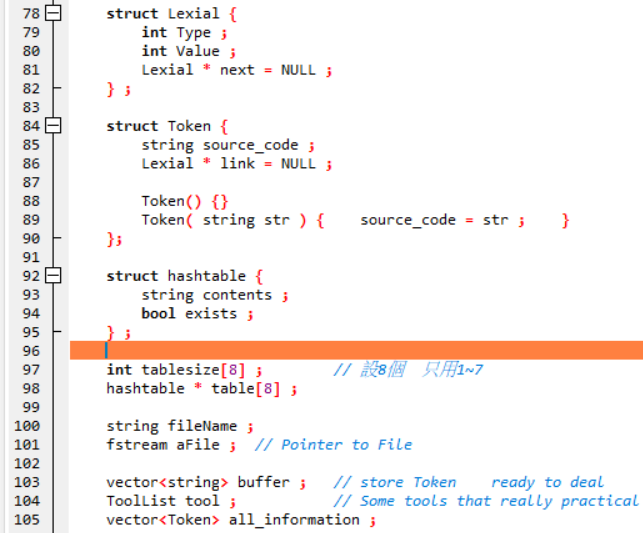 78 struct Lexial {
79 int Type ;
80 int Value ;
81 Lexial * next = NULL ;
82 } ;
83
84 struct Token {
85 string source_code ;
86 Lexial * link = NULL ;
87
88 Token() {}
89 Token( string str ) {    source_code = str ;    }
90 };
91
92 struct hashtable {
93 string contents ;
94 bool exists ;
95 } ;
96
97 int tablesize[8] ;        // 設8個  只用1~7
98 hashtable * table[8] ;
99
100 string fileName ;
101 fstream aFile ;  // Pointer to File
102
103 vector<string> buffer ;   // store Token    ready to deal
104 ToolList tool ;           // Some tools that really practical
105 vector<Token> all_information ;